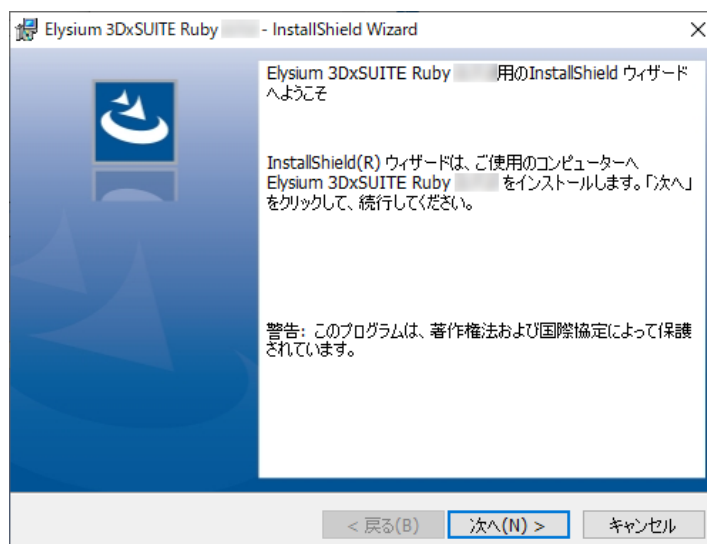 Elysium 3DxSUITE Ruby - InstallShield Wizard
Elysium 3DxSUITE Ruby 用のInstallShield ウィザード
へようこそ
InstallShield(R) ウィザードは、ご使用のコンピューターへ
Elysium 3DxSUITE Ruby をインストールします。「次へ」
をクリックして、続行してください。
警告: このプログラムは、著作権法および国際協定によって保護
されています。
< 戻る(B)
次へ(N) >
キャンセル